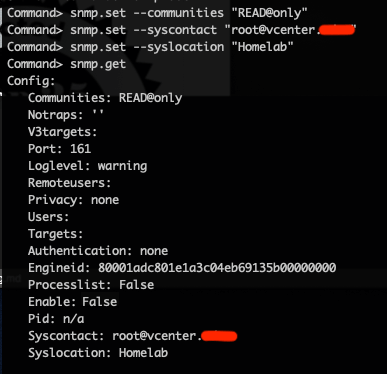 Command> snmp.set --communities "READ@only"
Command> snmp.set --syscontact "root@vcenter.
Command> snmp.set --syslocation "Homelab"
Command> snmp.get
Config:
Communities: READ@only
Notraps: ''
V3targets:
Port: 161
Loglevel: warning
Remoteusers:
Privacy: none
Users:
Targets:
Authentication: none
Engineid: 80001adc801e1a3c04eb69135b00000000
Processlist: False
Enable: False
Pid: n/a
Syscontact: root@vcenter.
Syslocation: Homelab